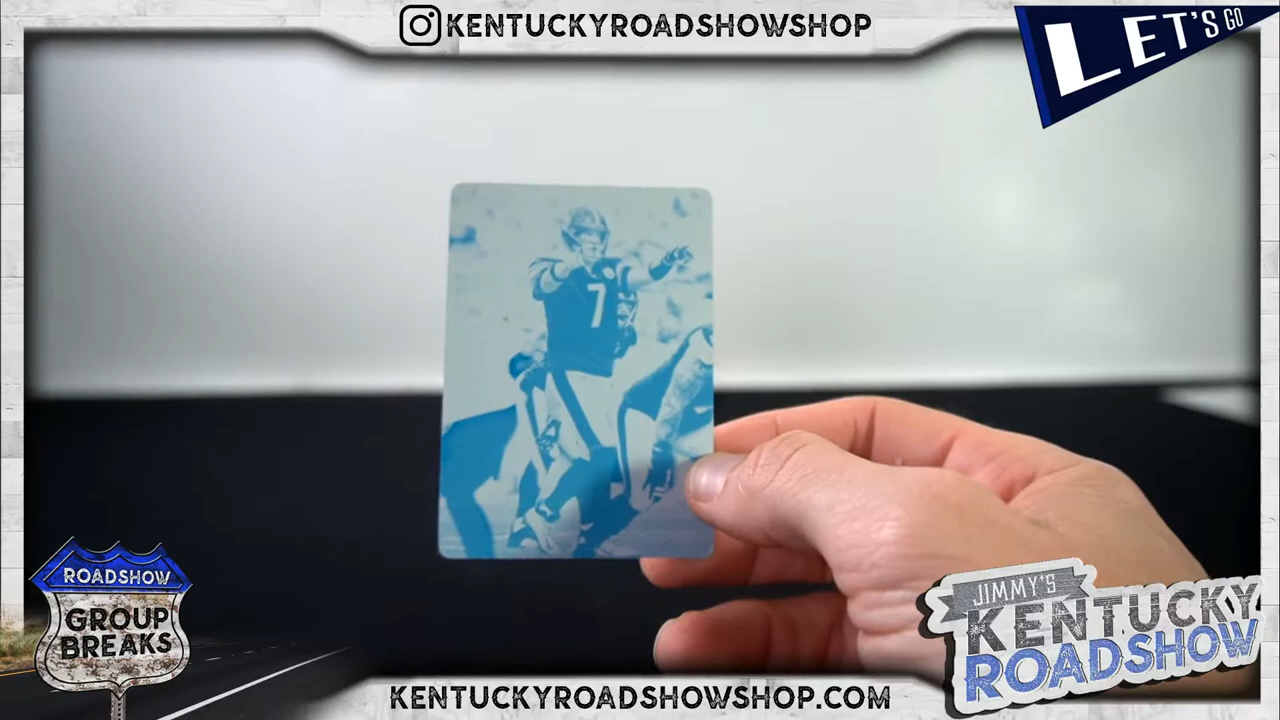 KENTUCKYROADSHOWSHOP
LET'S GO
7
ROADSHOW
GROUP
BREAKS
JIMMY'S
KENTUCKY
ROADSHOW
KENTUCKYROADSHOWSHOP.COM